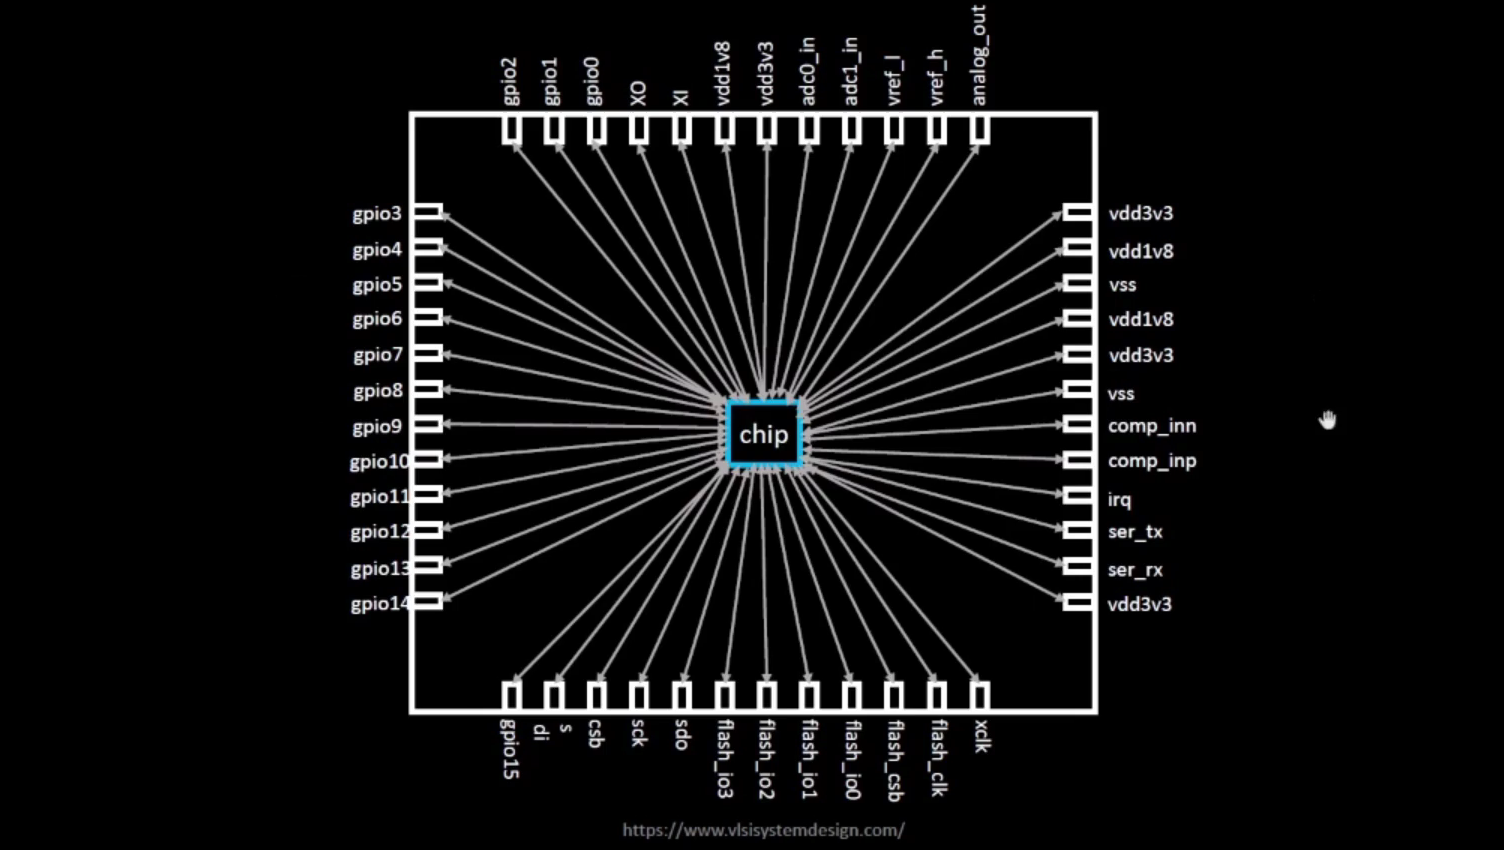 gpio2
gpio1
gpio0
XO
XI
vdd1v8
vdd3v3
adc0_in
adc1_in
vref_l
vref_h
analog_out
gpio3
gpio4
gpio5
gpio6
gpio7
gpio8
gpio9
gpio10
gpio11
gpio12
gpio13
gpio14
chip
vdd3v3
vdd1v8
vss
vdd1v8
vdd3v3
vss
comp_inn
comp_inp
irq
ser_tx
ser_rx
vdd3v3
gpio15
s
di
csb
sck
sdo
flash_io3
flash_io2
flash_io1
flash_io0
flash_csb
flash_clk
xclk
https://www.vlsisystemdesign.com/